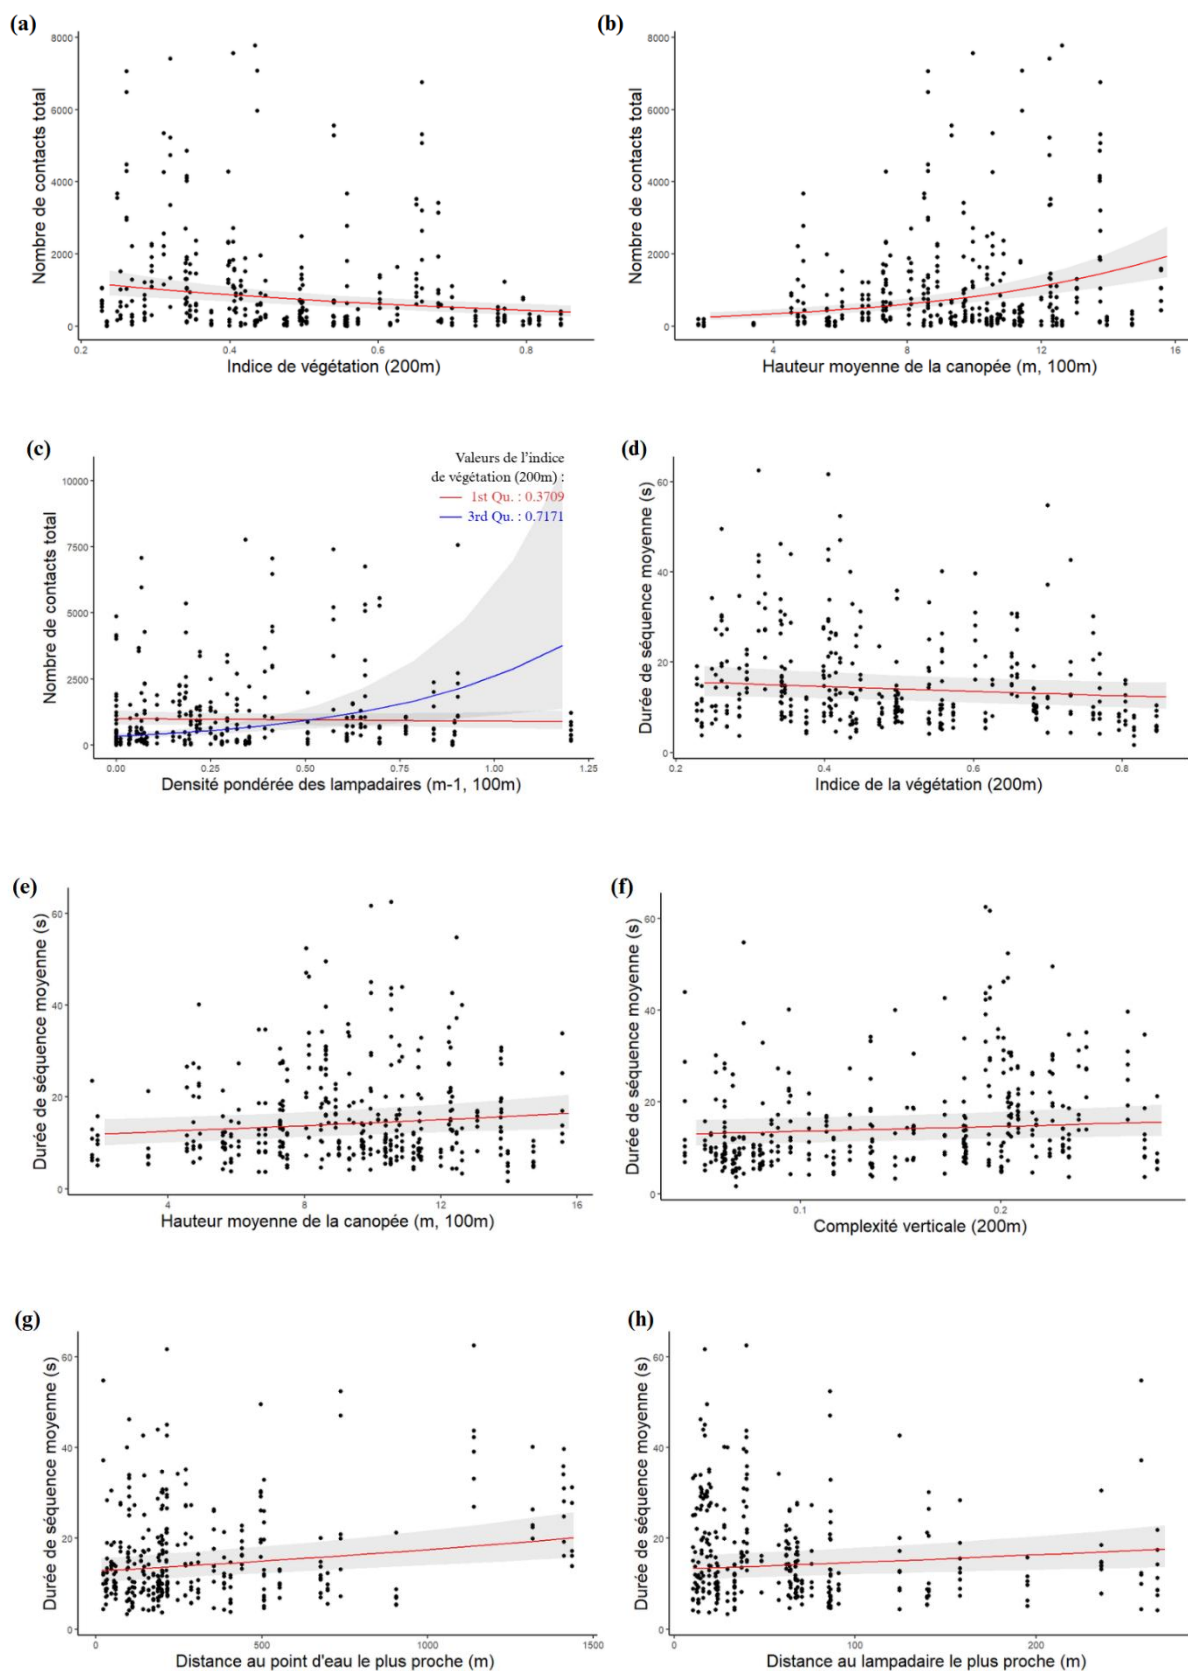 (a)
Nombre de contacts total
8000
6000
4000
2000
0
0.2
0.4
0.6
0.8
Indice de végétation (200m)
(b)
Nombre de contacts total
8000
6000
4000
2000
0
4
8
12
16
Hauteur moyenne de la canopée (m, 100m)
(c)
Nombre de contacts total
10000
7500
5000
2500
0
Valeurs de l'indice
de végétation (200m) :
1st Qu. : 0.3709
3rd Qu. : 0.7171
0.00
0.25
0.50
0.75
1.00
1.25
Densité pondérée des lampadaires (m-1, 100m)
(d)
Durée de séquence moyenne (s)
60
40
20
0
0.2
0.4
0.6
0.8
Indice de la végétation (200m)
(e)
Durée de séquence moyenne (s)
60
40
20
0
4
8
12
16
Hauteur moyenne de la canopée (m, 100m)
(f)
Durée de séquence moyenne (s)
60
40
20
0
0.1
0.2
Complexité verticale (200m)
(g)
Durée de séquence moyenne (s)
60
40
20
0
0
500
1000
1500
Distance au point d'eau le plus proche (m)
(h)
Durée de séquence moyenne (s)
60
40
20
0
0
100
200
Distance au lampadaire le plus proche (m)